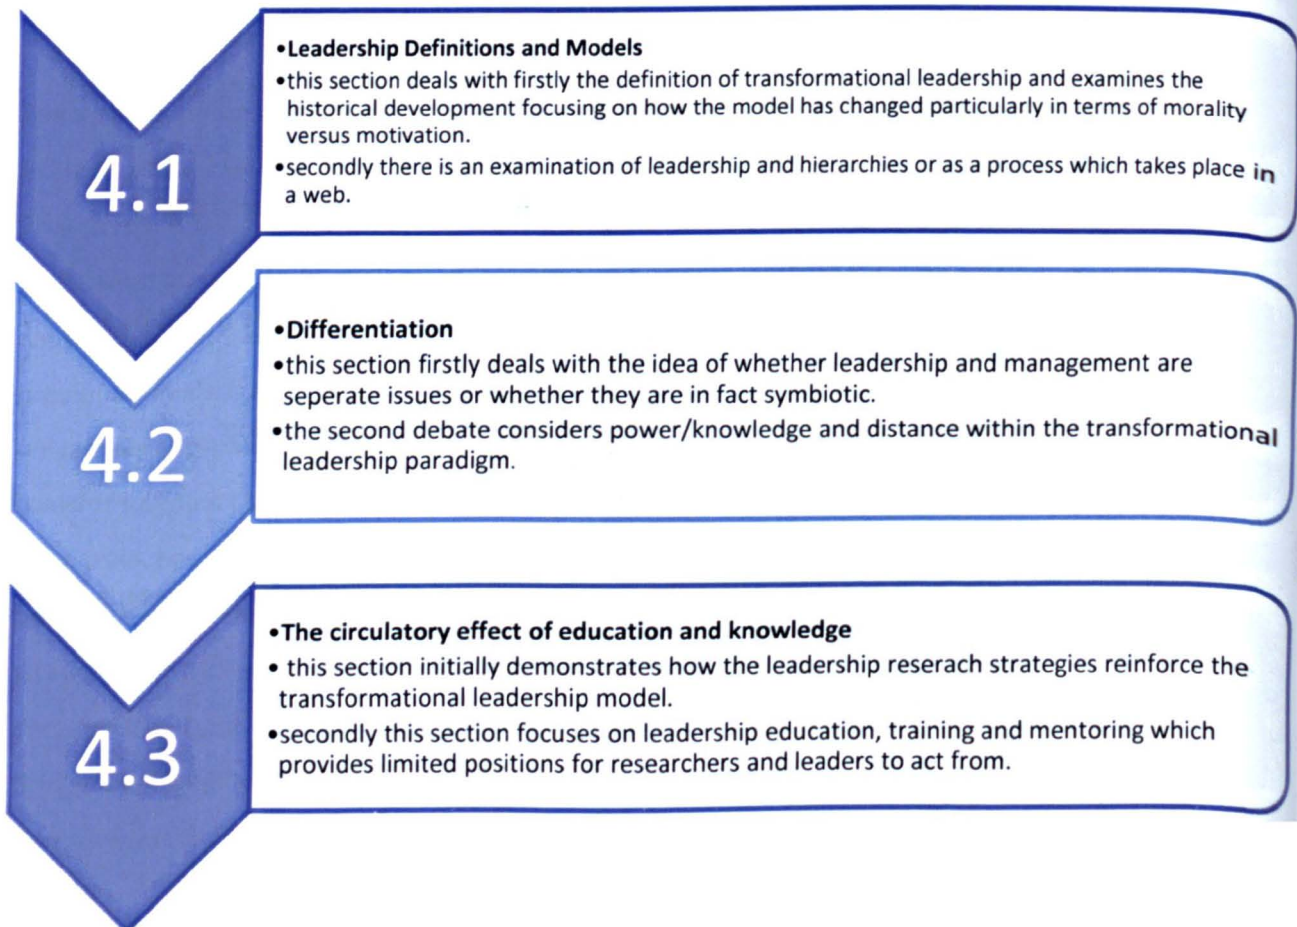 4.1
•Leadership Definitions and Models
•this section deals with firstly the definition of transformational leadership and examines the
historical development focusing on how the model has changed particularly in terms of morality
versus motivation.
•secondly there is an examination of leadership and hierarchies or as a process which takes place in
a web.
4.2
•Differentiation
•this section firstly deals with the idea of whether leadership and management are
seperate issues or whether they are in fact symbiotic.
•the second debate considers power/knowledge and distance within the transformational
leadership paradigm.
4.3
•The circulatory effect of education and knowledge
• this section initially demonstrates how the leadership reserach strategies reinforce the
transformational leadership model.
•secondly this section focuses on leadership education, training and mentoring which
provides limited positions for researchers and leaders to act from.